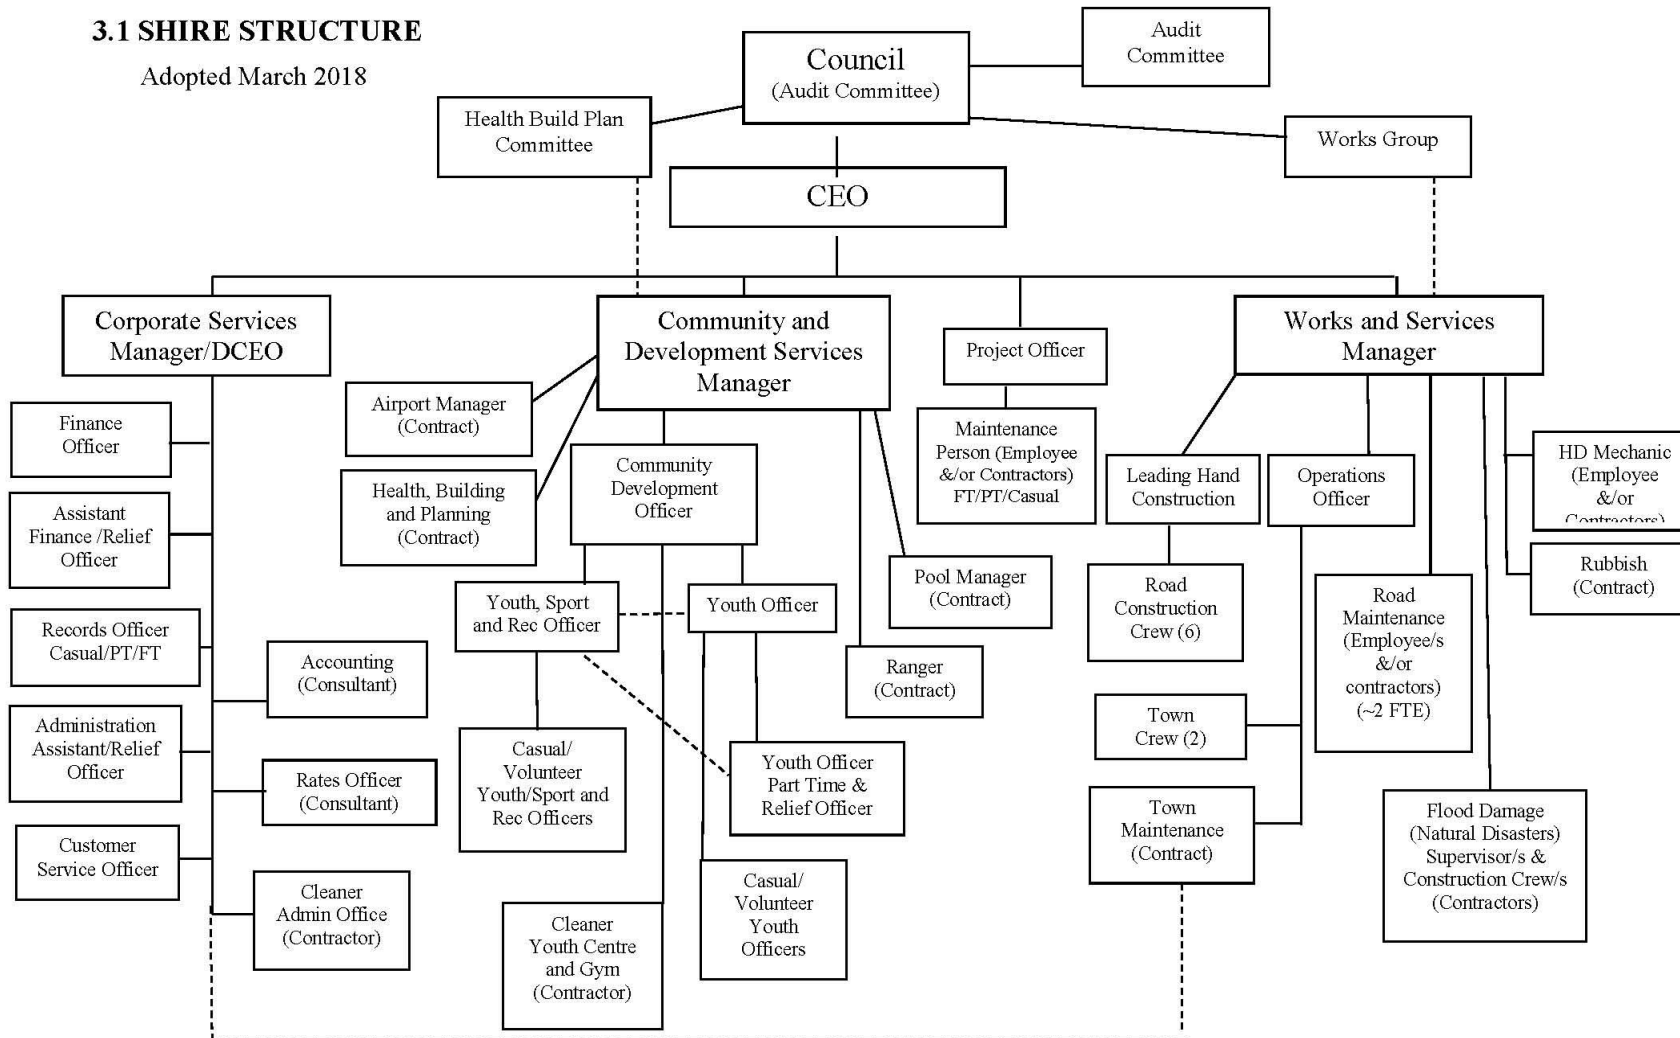 3.1 SHIRE STRUCTURE
Adopted March 2018
Council
(Audit Committee)
Audit
Committee
Health Build Plan
Committee
Works Group
CEO
Corporate Services
Manager/DCEO
Community and
Development Services
Manager
Project Officer
Works and Services
Manager
Finance
Officer
Assistant
Finance /Relief
Officer
Records Officer
Casual/PT/FT
Administration
Assistant/Relief
Officer
Customer
Service Officer
Accounting
(Consultant)
Rates Officer
(Consultant)
Cleaner
Admin Office
(Contractor)
Airport Manager
(Contract)
Health, Building
and Planning
(Contract)
Community
Development
Officer
Youth, Sport
and Rec Officer
Youth Officer
Casual/
Volunteer
Youth/Sport and
Rec Officers
Youth Officer
Part Time &
Relief Officer
Cleaner
Youth Centre
and Gym
(Contractor)
Casual/
Volunteer
Youth
Officers
Pool Manager
(Contract)
Ranger
(Contract)
Maintenance
Person (Employee
&/or Contractors)
FT/PT/Casual
Leading Hand
Construction
Operations
Officer
Road
Construction
Crew (6)
Town
Crew (2)
Town
Maintenance
(Contract)
Road
Maintenance
(Employee/s
&/or
contractors)
(~2 FTE)
HD Mechanic
(Employee
&/or
Contractors)
Rubbish
(Contract)
Flood Damage
(Natural Disasters)
Supervisor/s &
Construction Crew/s
(Contractors)